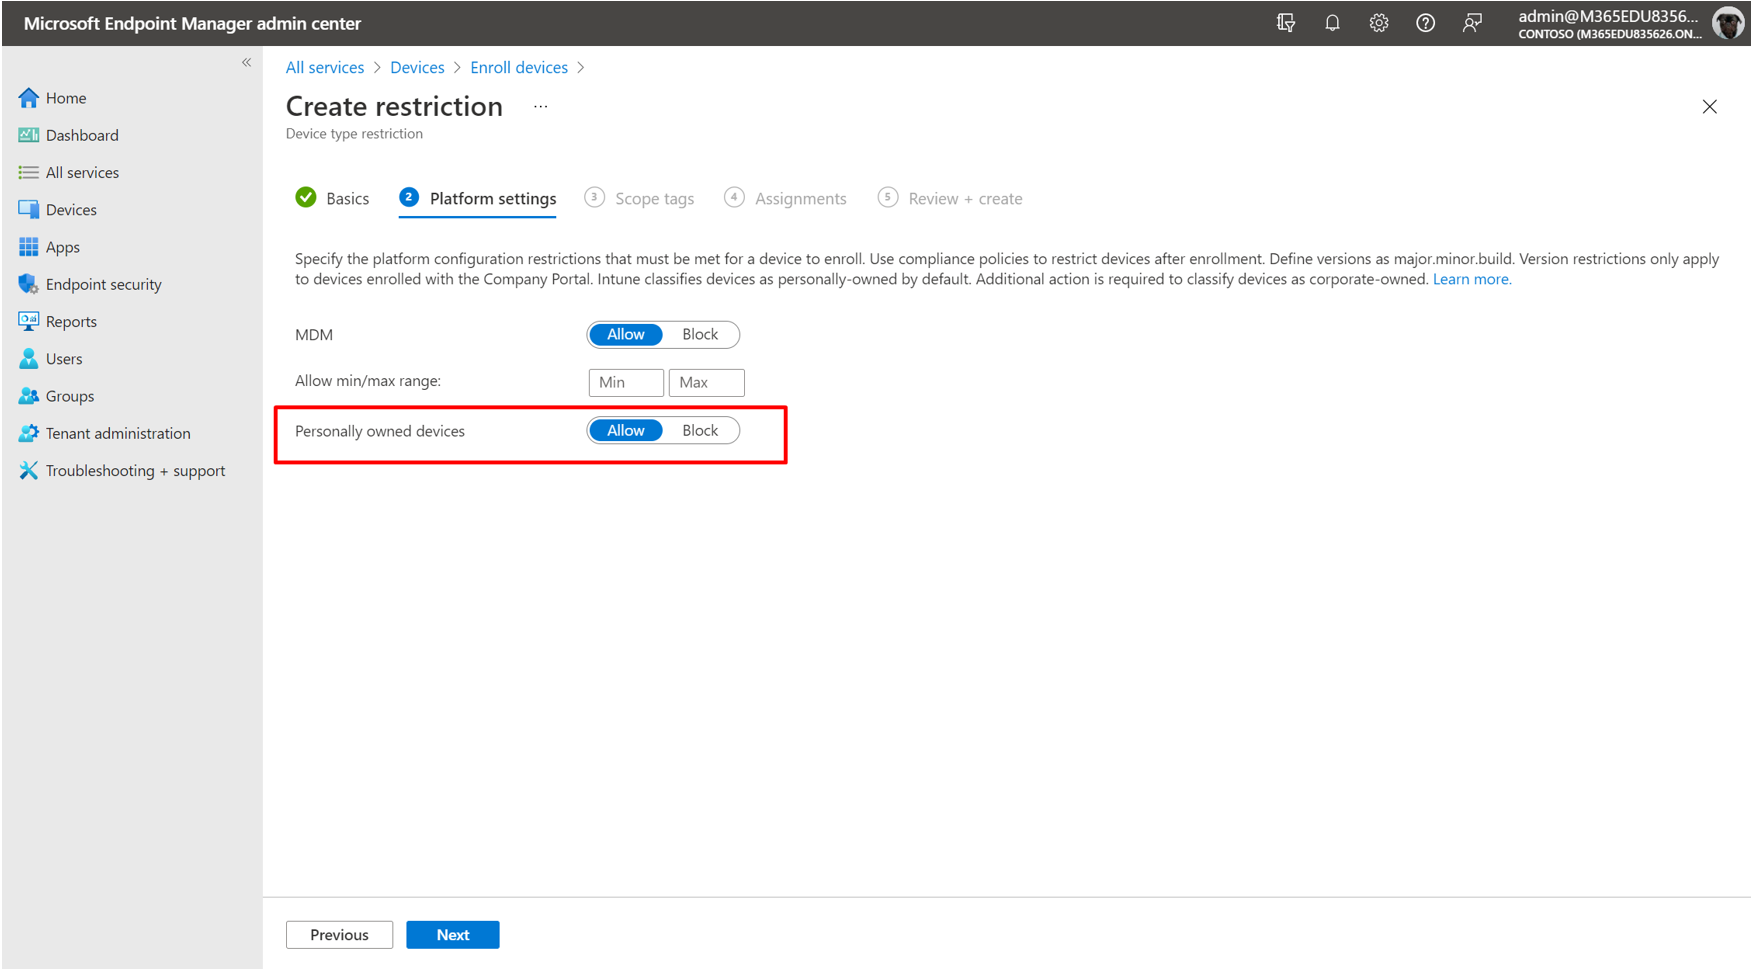 Microsoft Endpoint Manager admin center
admin@M365EDU8356...
CONTOSO (M365EDU835626.ON...
«
Home
Dashboard
All services
Devices
Apps
Endpoint security
Reports
Users
Groups
Tenant administration
Troubleshooting + support
All services > Devices > Enroll devices >
Create restriction ...
Device type restriction
Basics
2 Platform settings
3 Scope tags
4 Assignments
5 Review + create
Specify the platform configuration restrictions that must be met for a device to enroll. Use compliance policies to restrict devices after enrollment. Define versions as major.minor.build. Version restrictions only apply
to devices enrolled with the Company Portal. Intune classifies devices as personally-owned by default. Additional action is required to classify devices as corporate-owned. Learn more.
MDM Allow Block
Allow min/max range: Min Max
Personally owned devices Allow Block
Previous Next